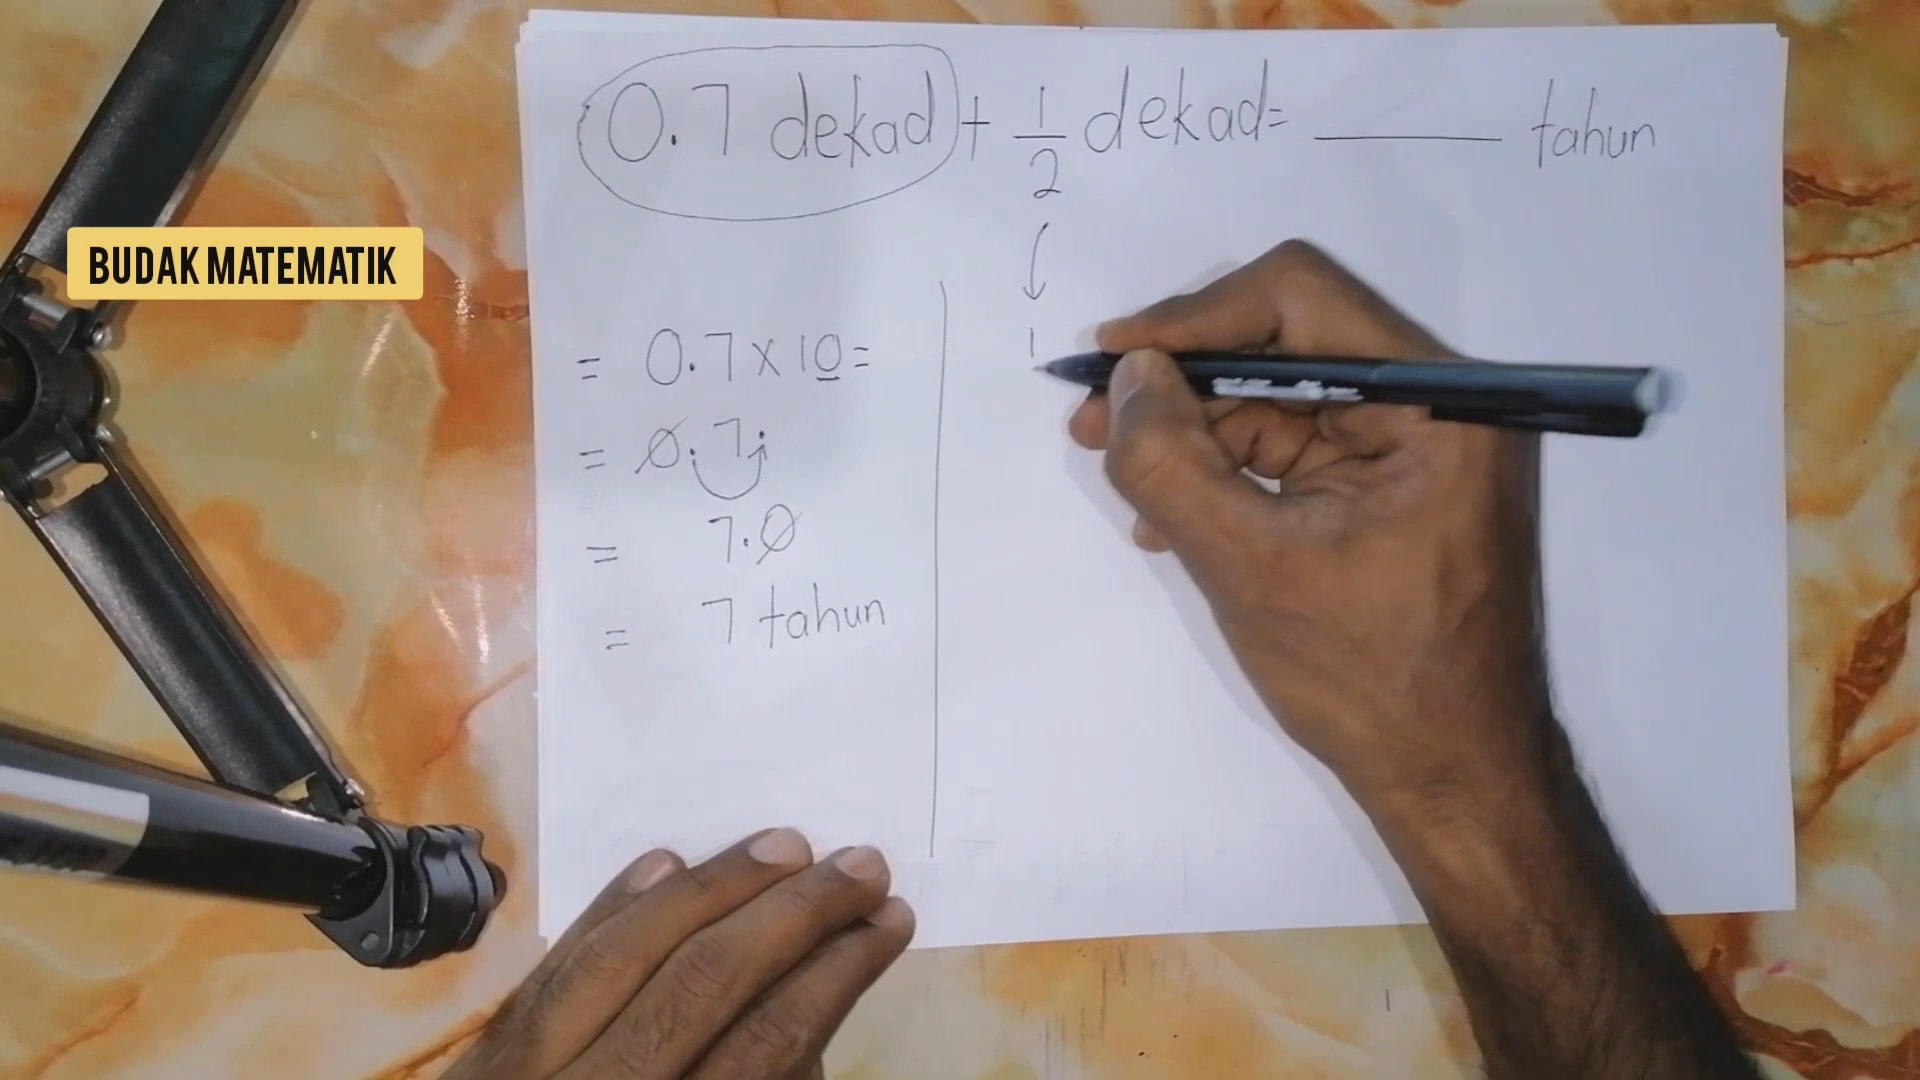 0.7 dekad + 1/2 dekad = ______ tahun
BUDAK MATEMATIK
= 0.7 x 10 =
= 0.7.
= 7.0
= 7 tahun
1